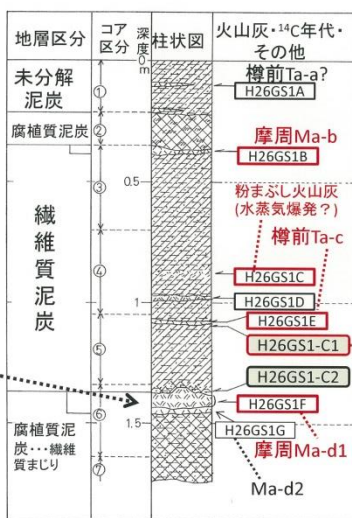 地層区分
コア
区分
深度
柱状図
火山灰・¹⁴C年代・
その他
0
m
未分解
泥炭
①
樽前Ta-a?
H26GS1A
腐植質泥炭
②
摩周Ma-b
H26GS1B
0.5
③
繊維質泥炭
粉まぶし火山灰
(水蒸気爆発?)
樽前Ta-c
④
H26GS1C
1
H26GS1D
H26GS1E
⑤
H26GS1-C1
H26GS1-C2
H26GS1F
⑥
1.5
H26GS1G
腐植質泥
炭・・・繊維
質まじり
摩周Ma-d1
⑦
Ma-d2